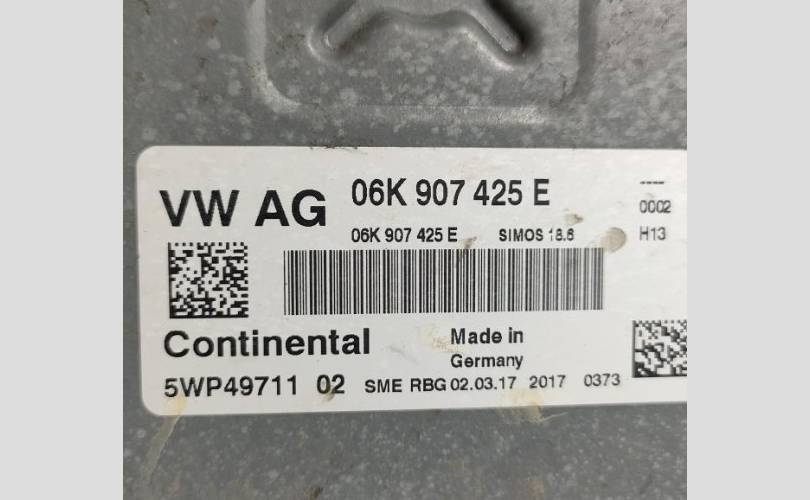 VW AG 06K 907 425 E ----
0002
06K 907 425 E SIMOS 18.6 H13
Continental Made in
Germany
5WP49711 02 SME RBG 02.03.17 2017 0373